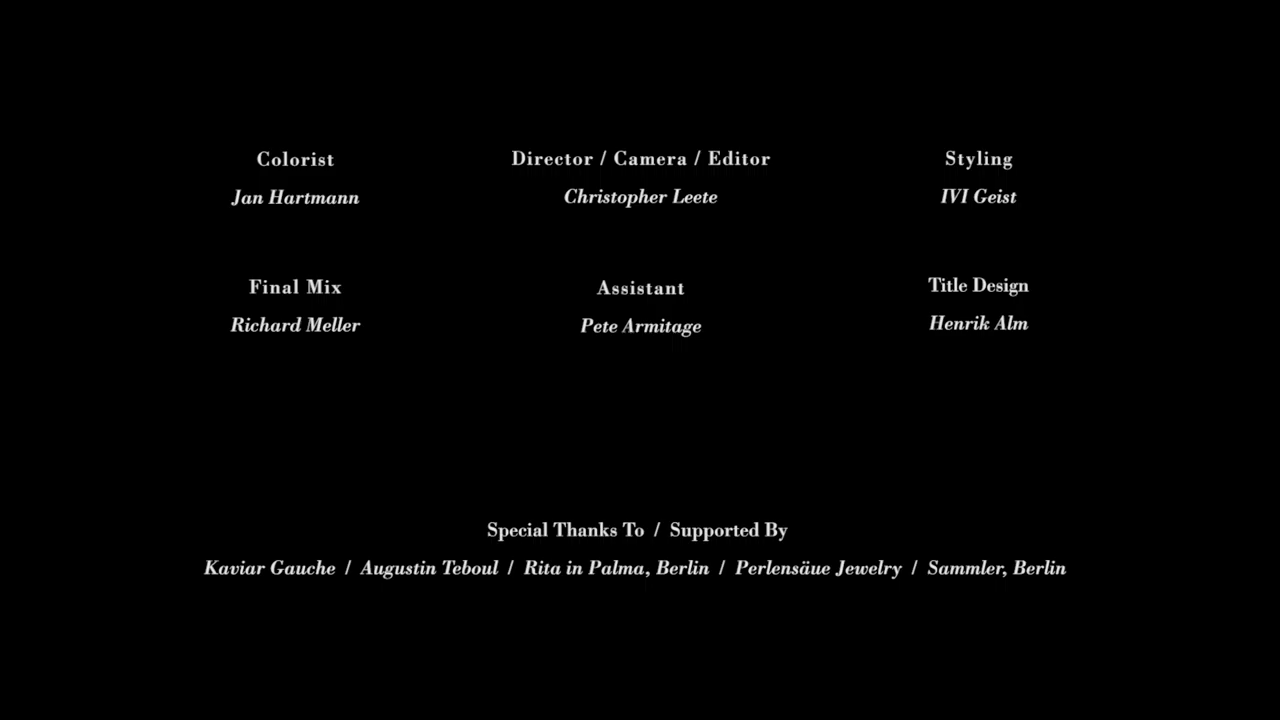 Colorist
Jan Hartmann
Director / Camera / Editor
Christopher Leete
Styling
IVI Geist
Final Mix
Richard Meller
Assistant
Pete Armitage
Title Design
Henrik Alm
Special Thanks To / Supported By
Kaviar Gauche / Augustin Teboul / Rita in Palma, Berlin / Perlensäue Jewelry / Sammler, Berlin